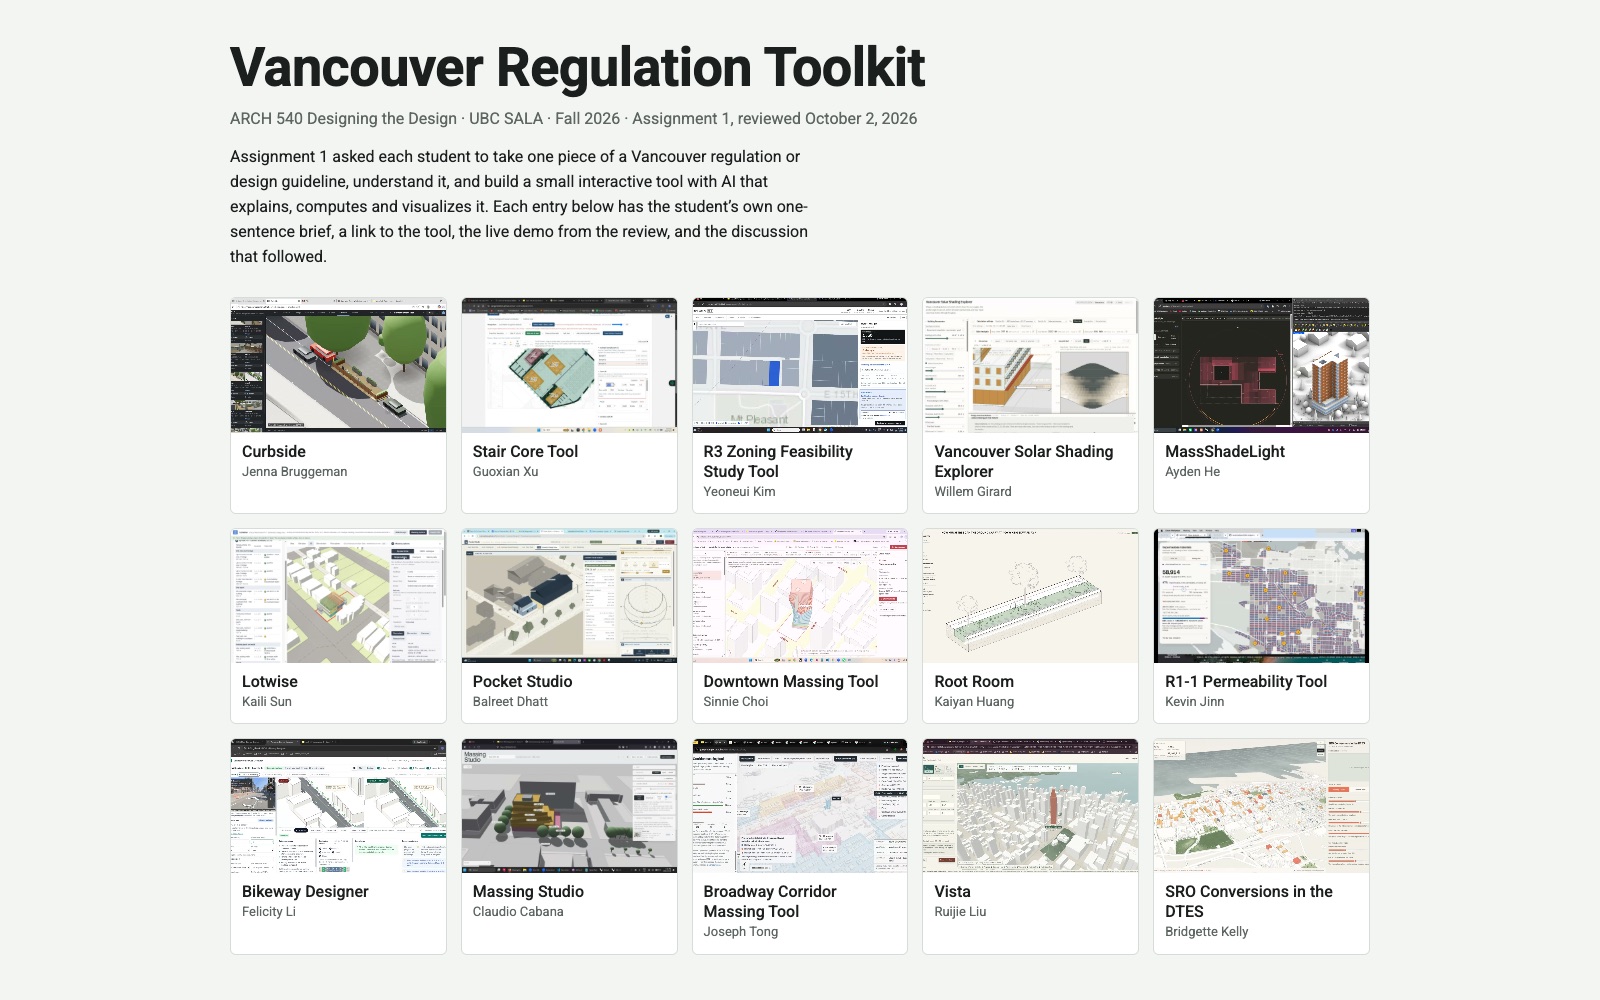 Vancouver Regulation Toolkit
ARCH 540 Designing the Design · UBC SALA · Fall 2026 · Assignment 1, reviewed October 2, 2026
Assignment 1 asked each student to take one piece of a Vancouver regulation or
design guideline, understand it, and build a small interactive tool with AI that
explains, computes and visualizes it. Each entry below has the student’s own one-
sentence brief, a link to the tool, the live demo from the review, and the discussion
that followed.
Mt Pleasant
Curbside
Jenna Bruggeman
Stair Core Tool
Guoxian Xu
R3 Zoning Feasibility
Study Tool
Yeoneui Kim
Vancouver Solar Shading
Explorer
Willem Girard
MassShadeLight
Ayden He
58,914
Lotwise
Kaili Sun
Pocket Studio
Balreet Dhatt
Downtown Massing Tool
Sinnie Choi
Root Room
Kaiyan Huang
R1-1 Permeability Tool
Kevin Jinn
Massing
Studio
Bikeway Designer
Felicity Li
Massing Studio
Claudio Cabana
Broadway Corridor
Massing Tool
Joseph Tong
Vista
Ruijie Liu
SRO Conversions in the
DTES
Bridgette Kelly